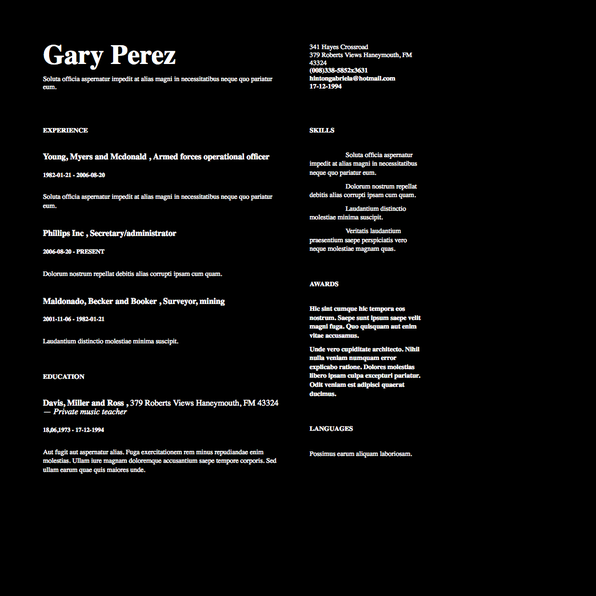 Gary Perez
Soluta officia aspernatur impedit at alias magni in necessitatibus neque quo pariatur
eum.
341 Hayes Crossroad
379 Roberts Views Haneymouth, FM
43324
(008)338-5852x3631
hintongabriela@hotmail.com
17-12-1994
EXPERIENCE
Young, Myers and Mcdonald , Armed forces operational officer
1982-01-21 - 2006-08-20
Soluta officia aspernatur impedit at alias magni in necessitatibus neque quo pariatur
eum.
Phillips Inc , Secretary/administrator
2006-08-20 - PRESENT
Dolorum nostrum repellat debitis alias corrupti ipsam cum quam.
Maldonado, Becker and Booker , Surveyor, mining
2001-11-06 - 1982-01-21
Laudantium distinctio molestiae minima suscipit.
EDUCATION
Davis, Miller and Ross , 379 Roberts Views Haneymouth, FM 43324
— Private music teacher
18,06,1973 - 17-12-1994
Aut fugit aut aspernatur alias. Fuga exercitationem rem minus repudiandae enim
molestias. Ullam iure magnam doloremque accusantium saepe tempore corporis. Sed
ullam earum quae quis maiores unde.
SKILLS
Soluta officia aspernatur
impedit at alias magni in necessitatibus
neque quo pariatur eum.
Dolorum nostrum repellat
debitis alias corrupti ipsam cum quam.
Laudantium distinctio
molestiae minima suscipit.
Veritatis laudantium
praesentium saepe perspiciatis vero
neque molestiae magnam quas.
AWARDS
Hic sint cumque hic tempora eos
nostrum. Saepe sunt ipsum saepe velit
magni fuga. Quo quisquam aut enim
vitae accusamus.
Unde vero cupiditate architecto. Nihil
nulla veniam numquam error
explicabo ratione. Dolores molestias
libero ipsam culpa excepturi pariatur.
Odit veniam est adipisci quaerat
ducimus.
LANGUAGES
Possimus earum aliquam laboriosam.